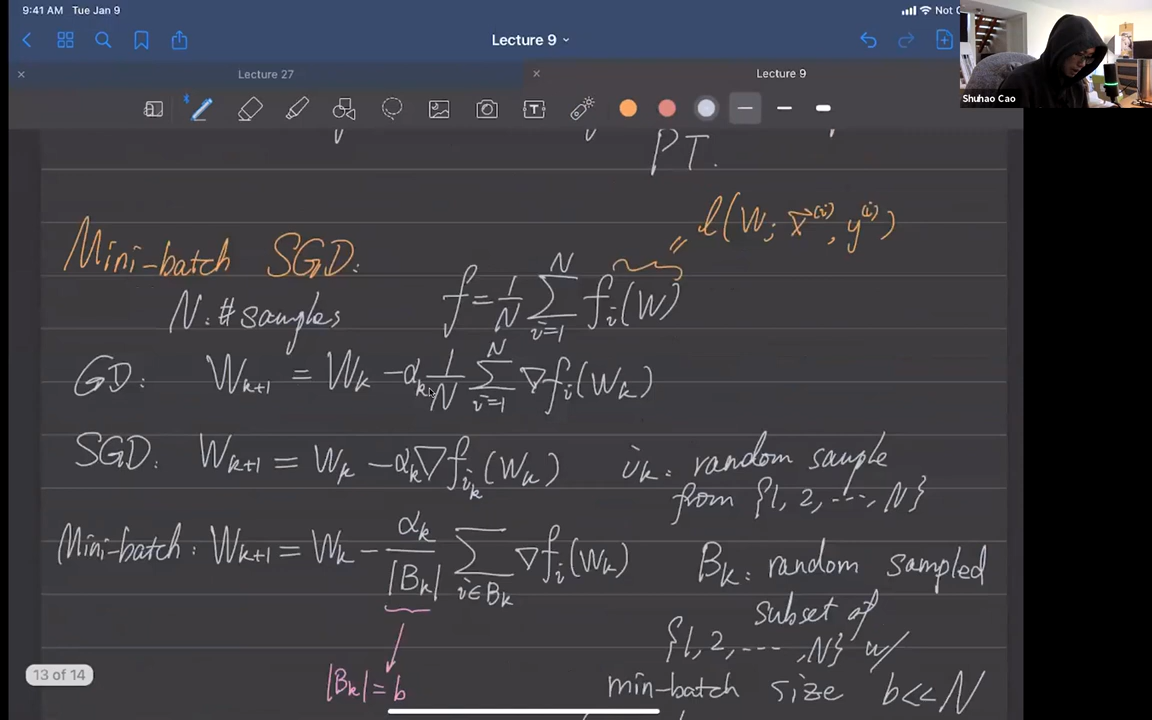 9:41 AM Tue Jan 9
Lecture 9
Lecture 27
Lecture 9
Shuhao Cao
PT.
Mini-batch SGD:
ℓ(W; x⃗^(i), y^(i))
N: #samples
f = 1/N ∑_{i=1}^{N} f_i(W)
GD: W_{k+1} = W_k - α_k 1/N ∑_{i=1}^{N} ∇f_i(W_k)
SGD: W_{k+1} = W_k - α_k ∇f_{i_k}(W_k)
i_k: random sample
from {1, 2, ..., N}
Mini-batch: W_{k+1} = W_k - α_k/|B_k| ∑_{i∈B_k} ∇f_i(W_k)
B_k: random sampled
subset of
{1, 2, ..., N} w/
min-batch size b << N
|B_k| = b
13 of 14